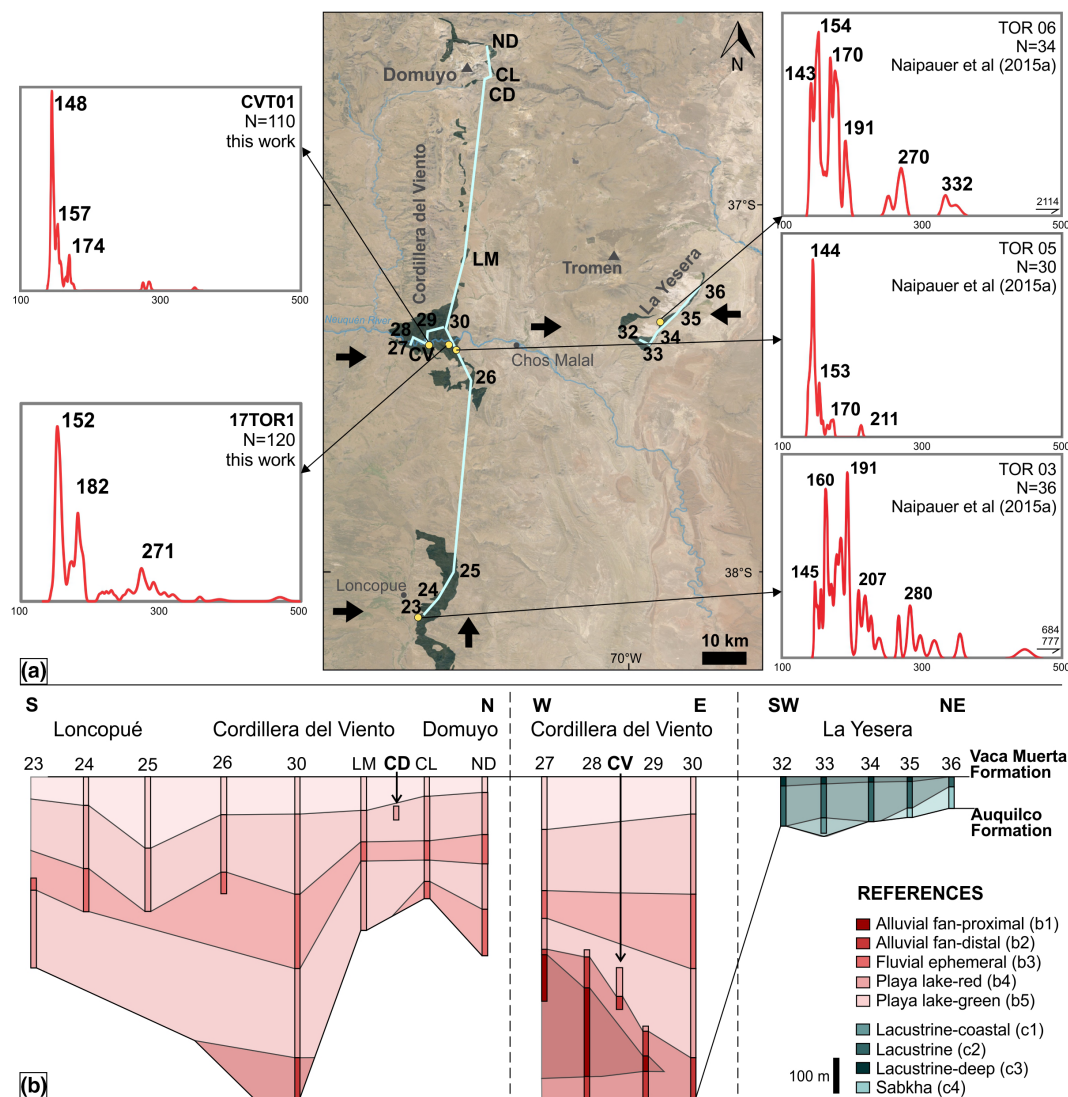 148
CVT01
N=110
this work
157
174
100
300
500
152
17TOR1
N=120
this work
182
271
100
300
500
ND
Domuyo
CL
CD
N
Cordillera del Viento
37°S
LM
Tromen
La Yesera
36
35
34
33
32
Neuquén River
28
29
30
27
CV
Chos Malal
26
25
38°S
Loncopue
24
23
10 km
70°W
154
TOR 06
N=34
Naipauer et al (2015a)
143
170
191
270
332
2114
100
300
500
144
TOR 05
N=30
Naipauer et al (2015a)
153
170
211
100
300
500
191
TOR 03
N=36
Naipauer et al (2015a)
160
145
207
280
684
777
100
300
500
(a)
S
N
W
E
SW
NE
Loncopué
Cordillera del Viento
Domuyo
Cordillera del Viento
La Yesera
23
24
25
26
30
LM
CD
CL
ND
27
28
CV
29
30
32
33
34
35
36
Vaca Muerta
Formation
Auquilco
Formation
REFERENCES
Alluvial fan-proximal (b1)
Alluvial fan-distal (b2)
Fluvial ephemeral (b3)
Playa lake-red (b4)
Playa lake-green (b5)
Lacustrine-coastal (c1)
Lacustrine (c2)
Lacustrine-deep (c3)
Sabkha (c4)
100 m
(b)